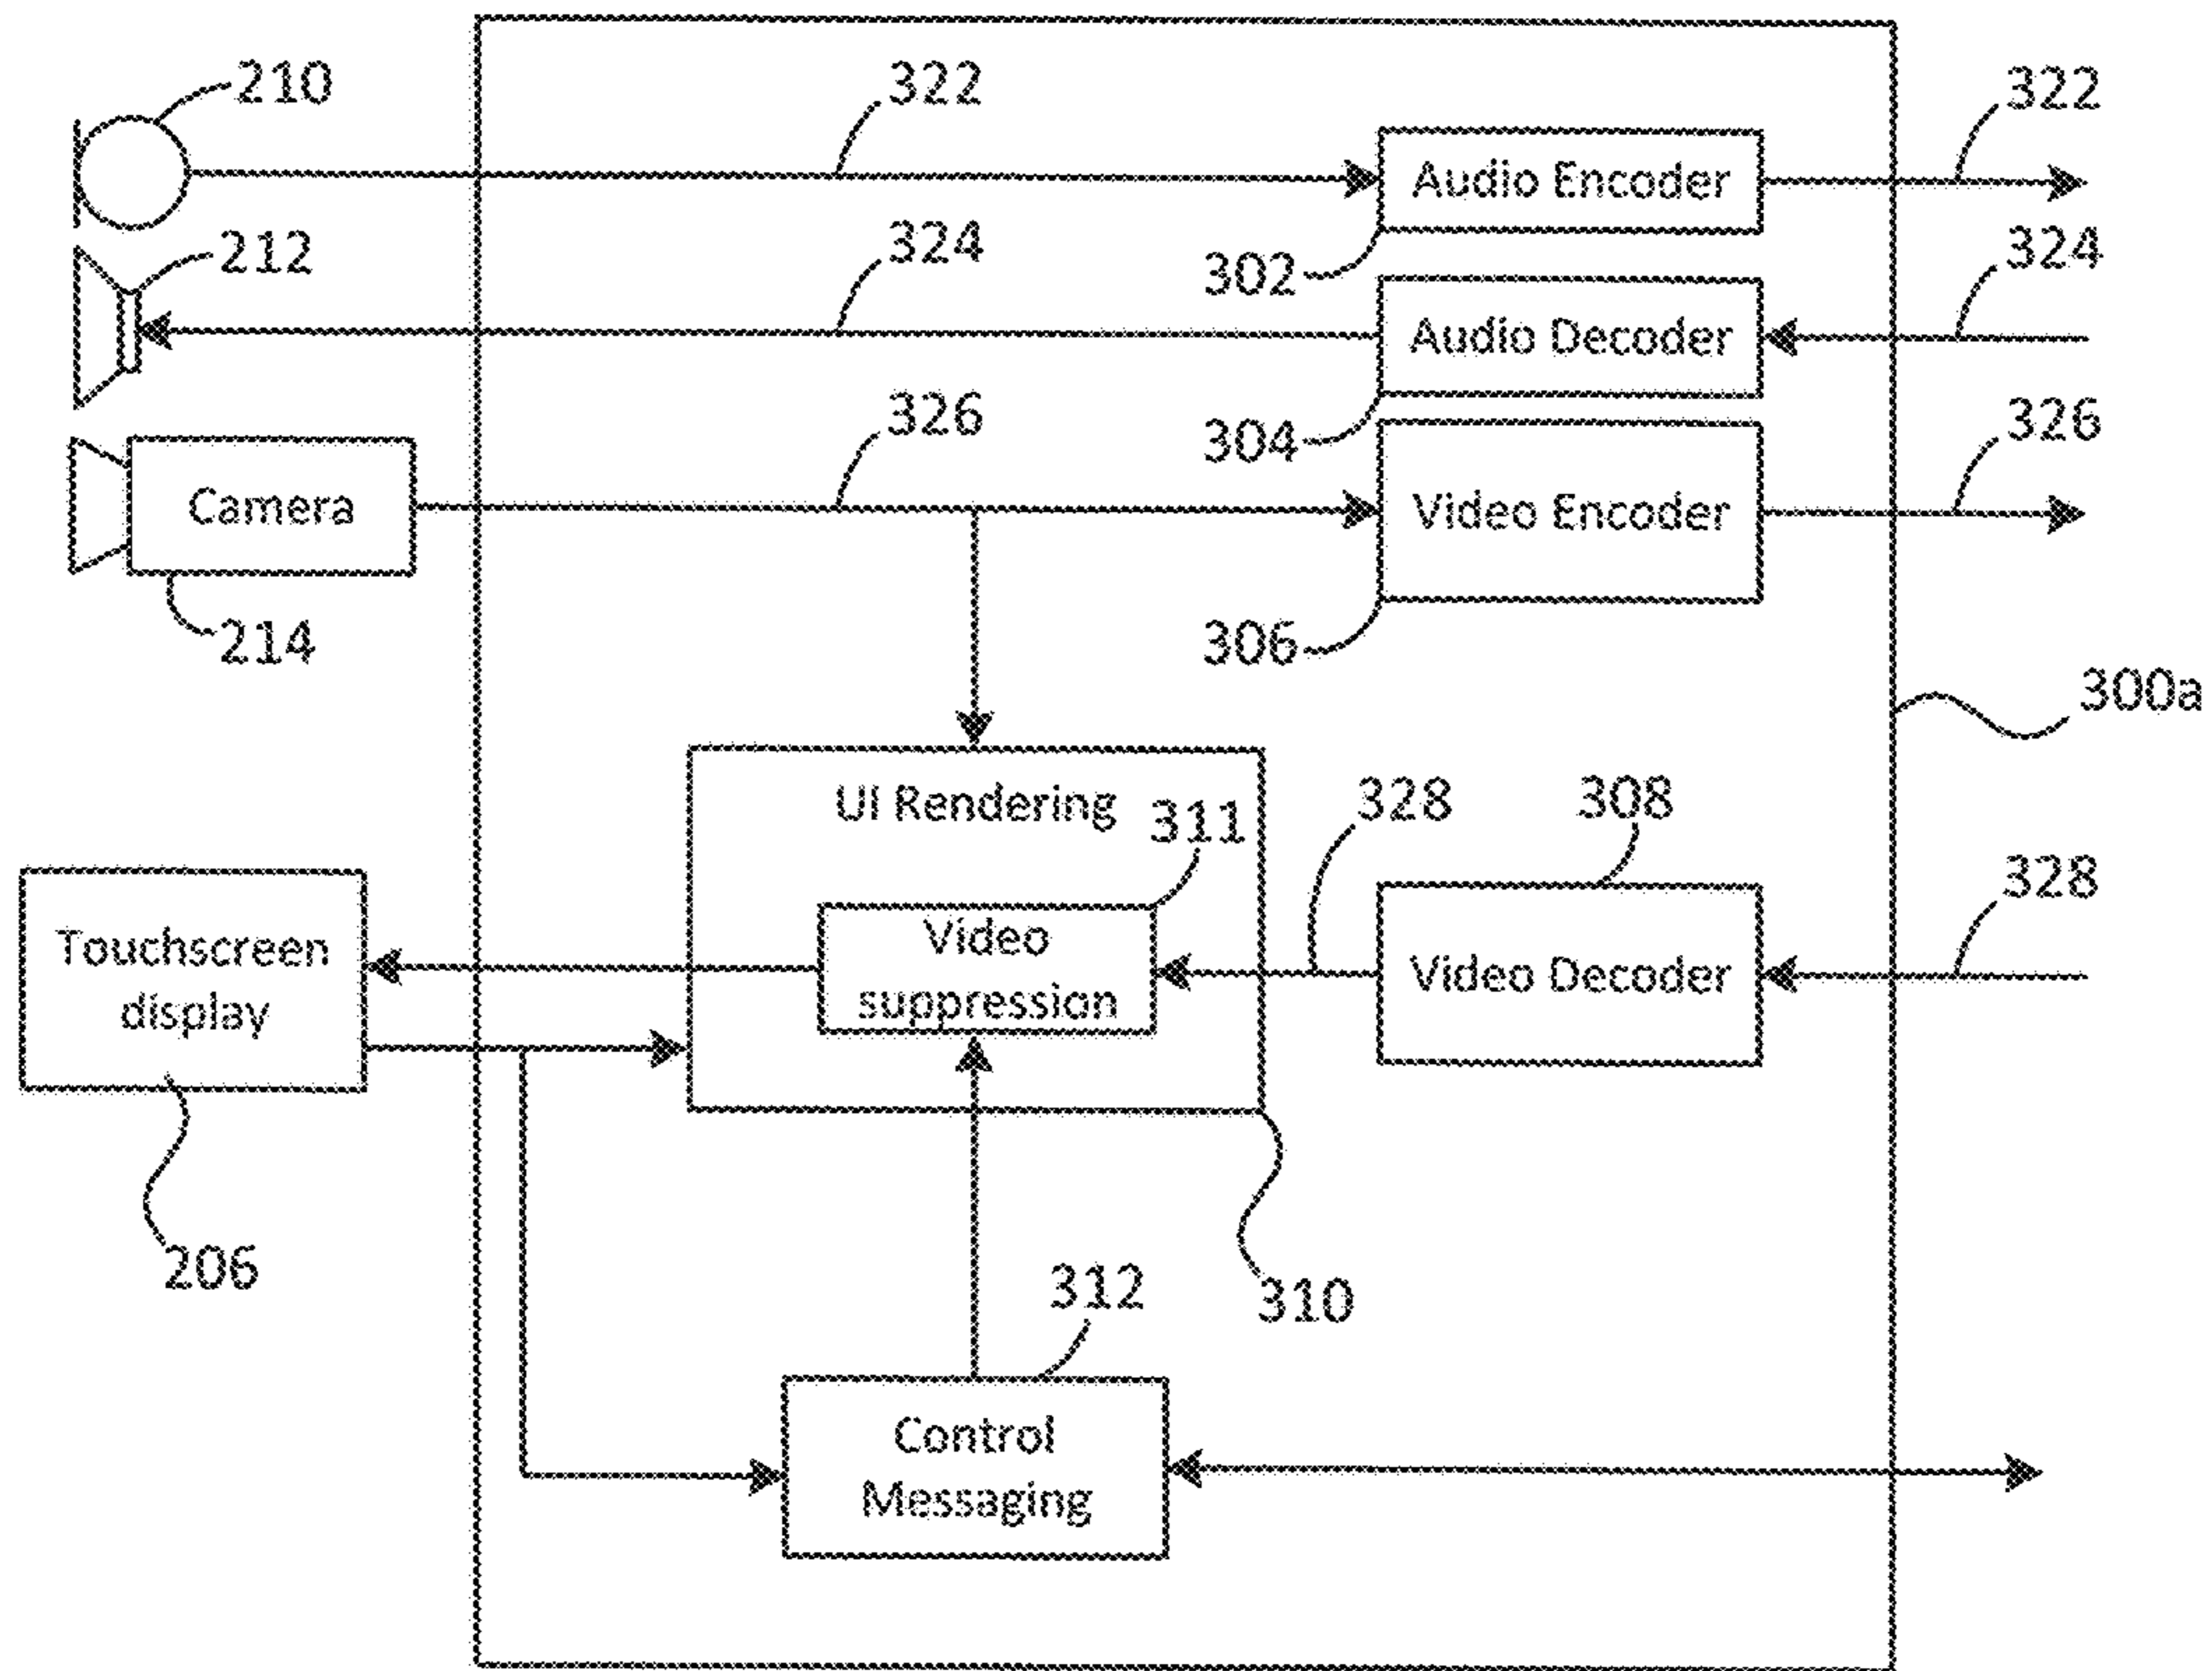 210
322
322
Audio Encoder
212
324
302
324
Audio Decoder
326
304
326
Camera
Video Encoder
214
306
300a
UI Rendering
311
328
308
328
Touchscreen
display
Video
suppression
Video Decoder
206
312
310
Control
Messaging